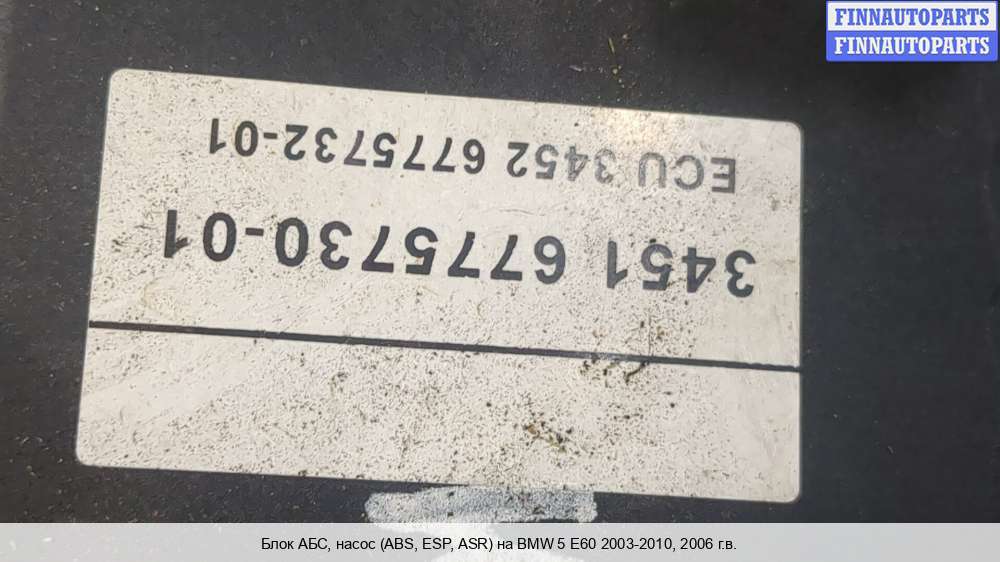 FINNAUTOPARTS
FINNAUTOPARTS
3451 6775730-01
ECU 3452 6775732-01
Блок АБС, насос (ABS, ESP, ASR) на BMW 5 E60 2003-2010, 2006 г.в.